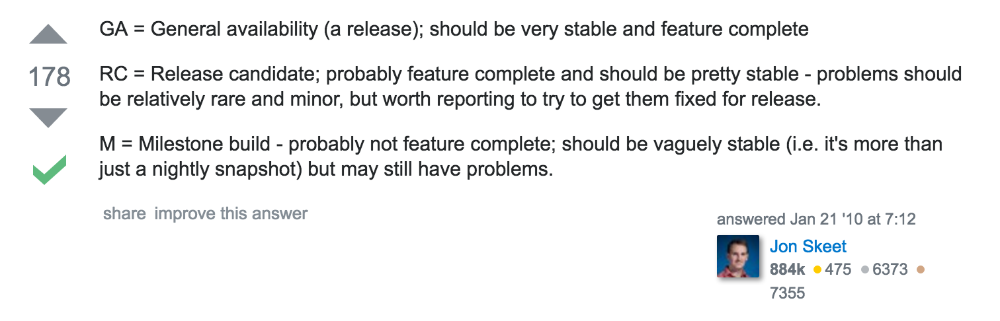 GA = General availability (a release); should be very stable and feature complete
178
RC = Release candidate; probably feature complete and should be pretty stable - problems should
be relatively rare and minor, but worth reporting to try to get them fixed for release.
M = Milestone build - probably not feature complete; should be vaguely stable (i.e. it's more than
just a nightly snapshot) but may still have problems.
share improve this answer
answered Jan 21 '10 at 7:12
Jon Skeet
884k ●475 ●6373 ●
7355